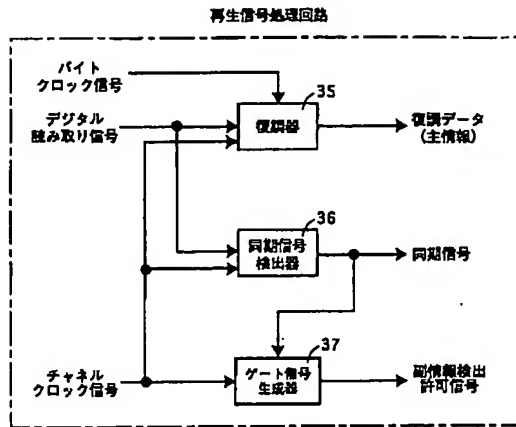 再生信号処理回路
バイト
クロック信号
35
デジタル
読み取り信号
復調器
復調データ
(主情報)
36
同期信号
検出器
同期信号
37
チャネル
クロック信号
ゲート信号
生成器
副情報検出
許可信号